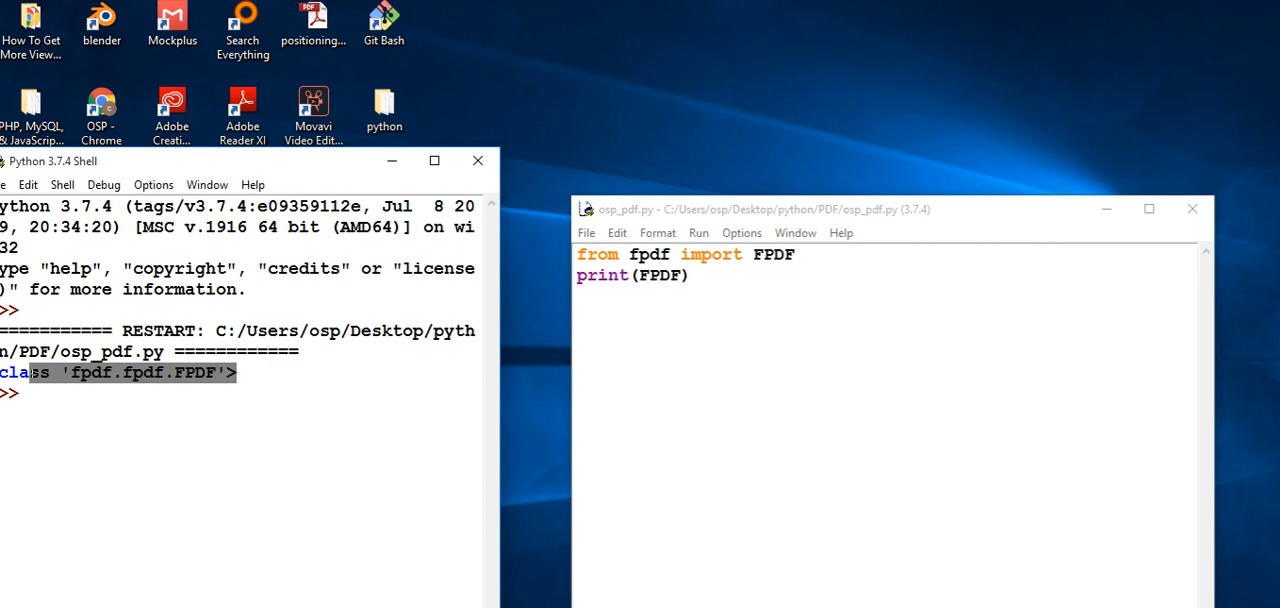 How To Get blender Mockplus Search positioning... Git Bash
More View... Everything
PHP, MySQL, OSP - Adobe Adobe Movavi python
& JavaScrip... Chrome Creati... Reader XI Video Edit...
Python 3.7.4 Shell
e Edit Shell Debug Options Window Help
ython 3.7.4 (tags/v3.7.4:e09359112e, Jul 8 20
9, 20:34:20) [MSC v.1916 64 bit (AMD64)] on wi
32
ype "help", "copyright", "credits" or "license
)" for more information.
>>
=========== RESTART: C:/Users/osp/Desktop/pyth
n/PDF/osp_pdf.py ============
class 'fpdf.fpdf.FPDF'>
>>
osp_pdf.py - C:/Users/osp/Desktop/python/PDF/osp_pdf.py (3.7.4)
File Edit Format Run Options Window Help
from fpdf import FPDF
print(FPDF)